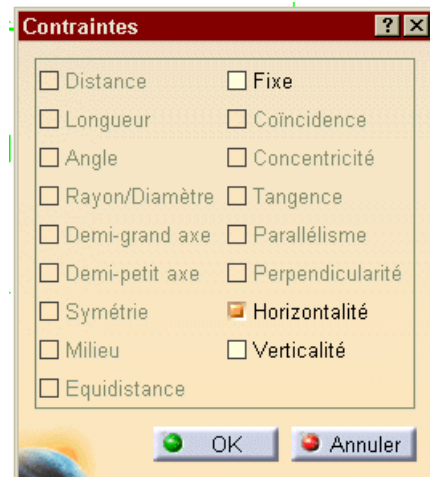 Contraintes
Distance
Fixe
Longueur
Coïncidence
Angle
Concentricité
Rayon/Diamètre
Tangence
Demi-grand axe
Parallélisme
Demi-petit axe
Perpendicularité
Symétrie
Horizontalité
Milieu
Verticalité
Equidistance
OK
Annuler